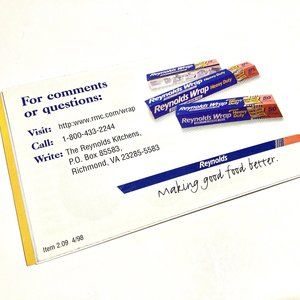 For comments
or questions:
Visit: http:www.rmc.com/wrap
Call: 1-800-433-2244
Write: The Reynolds Kitchens,
P.O. Box 85583,
Richmond, VA 23285-5583
Reynolds Wrap Heavy Duty
Reynolds Wrap
Reynolds
Making good food better.
Item 2.09 4/98